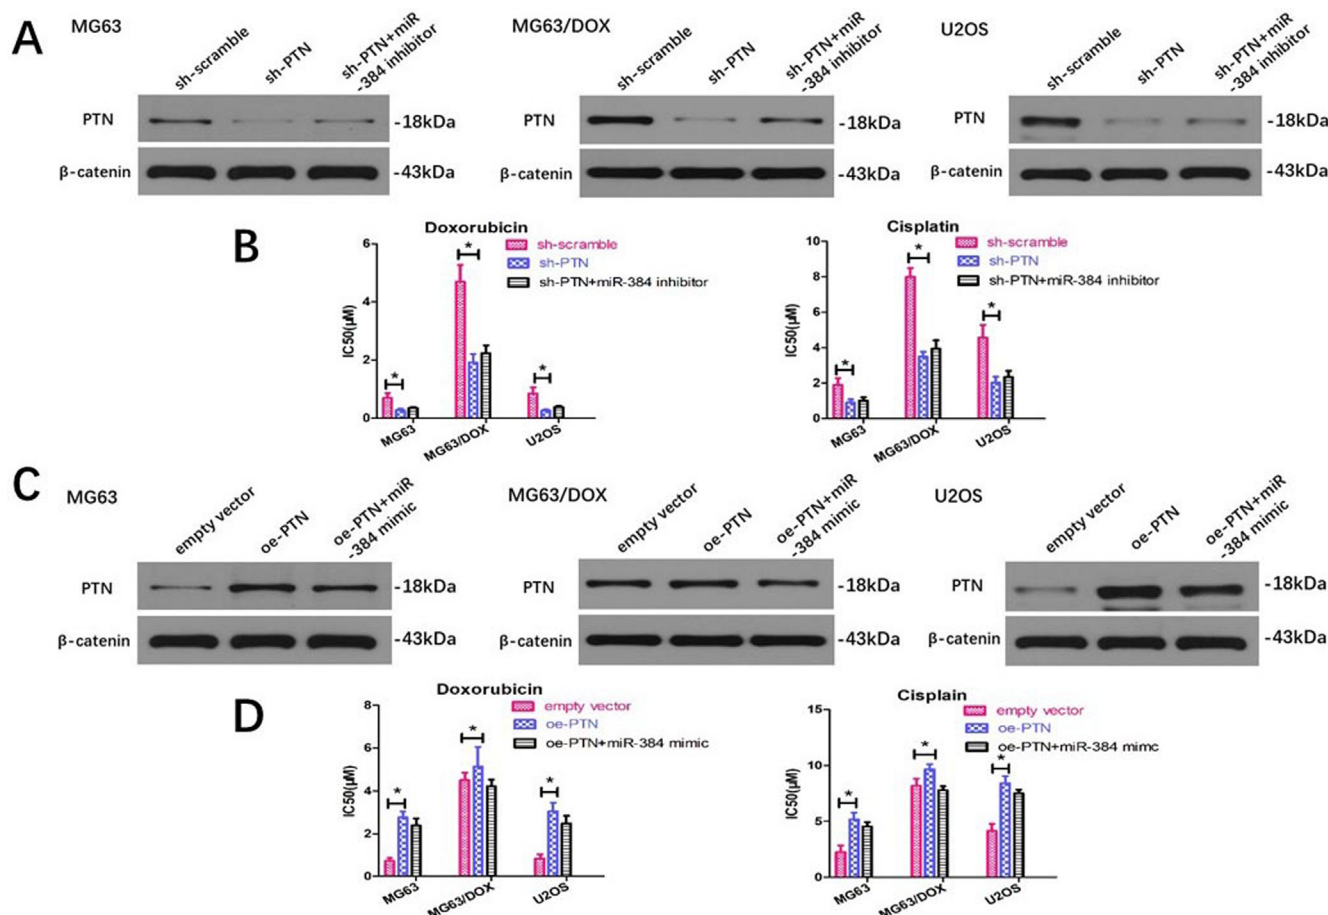 A
MG63
sh-scramble
sh-PTN
sh-PTN+miR
-384 inhibitor
PTN
-18kDa
β-catenin
-43kDa
MG63/DOX
sh-scramble
sh-PTN
sh-PTN+miR
-384 inhibitor
PTN
-18kDa
β-catenin
-43kDa
U2OS
sh-scramble
sh-PTN
sh-PTN+miR
-384 inhibitor
PTN
-18kDa
β-catenin
-43kDa
B
Doxorubicin
sh-scramble
sh-PTN
sh-PTN+miR-384 inhibitor
IC50(μM)
6
4
2
0
*
*
*
MG63
MG63/DOX
U2OS
Cisplatin
sh-scramble
sh-PTN
sh-PTN+miR-384 inhibitor
IC50(μM)
10
8
6
4
2
0
*
*
*
MG63
MG63/DOX
U2OS
C
MG63
empty vector
oe-PTN
oe-PTN+miR
-384 mimic
PTN
-18kDa
β-catenin
-43kDa
MG63/DOX
empty vector
oe-PTN
oe-PTN+miR
-384 mimic
PTN
-18kDa
β-catenin
-43kDa
U2OS
empty vector
oe-PTN
oe-PTN+miR
-384 mimic
PTN
-18kDa
β-catenin
-43kDa
D
Doxorubicin
empty vector
oe-PTN
oe-PTN+miR-384 mimic
IC50(μM)
8
6
4
2
0
*
*
*
MG63
MG63/DOX
U2OS
Cisplain
empty vector
oe-PTN
oe-PTN+miR-384 mimc
IC50(μM)
15
10
5
0
*
*
*
MG63
MG63/DOX
U2OS